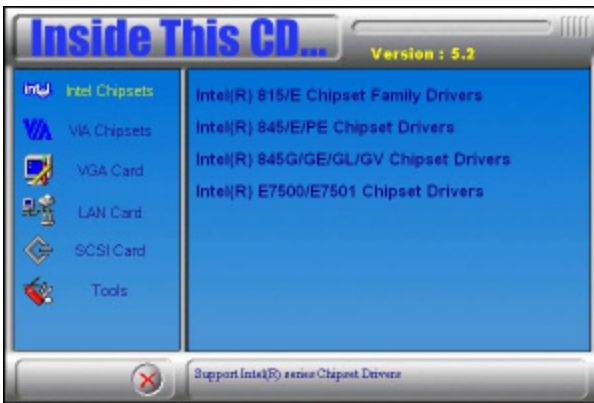 Inside This CD...
Version : 5.2
intel
Intel Chipsets
VIA
VIA Chipsets
VGA Card
LAN Card
SCSI Card
Tools
Intel(R) 815/E Chipset Family Drivers
Intel(R) 845/E/PE Chipset Drivers
Intel(R) 845G/GE/GL/GV Chipset Drivers
Intel(R) E7500/E7501 Chipset Drivers
Support Intel(R) series Chipset Drivers